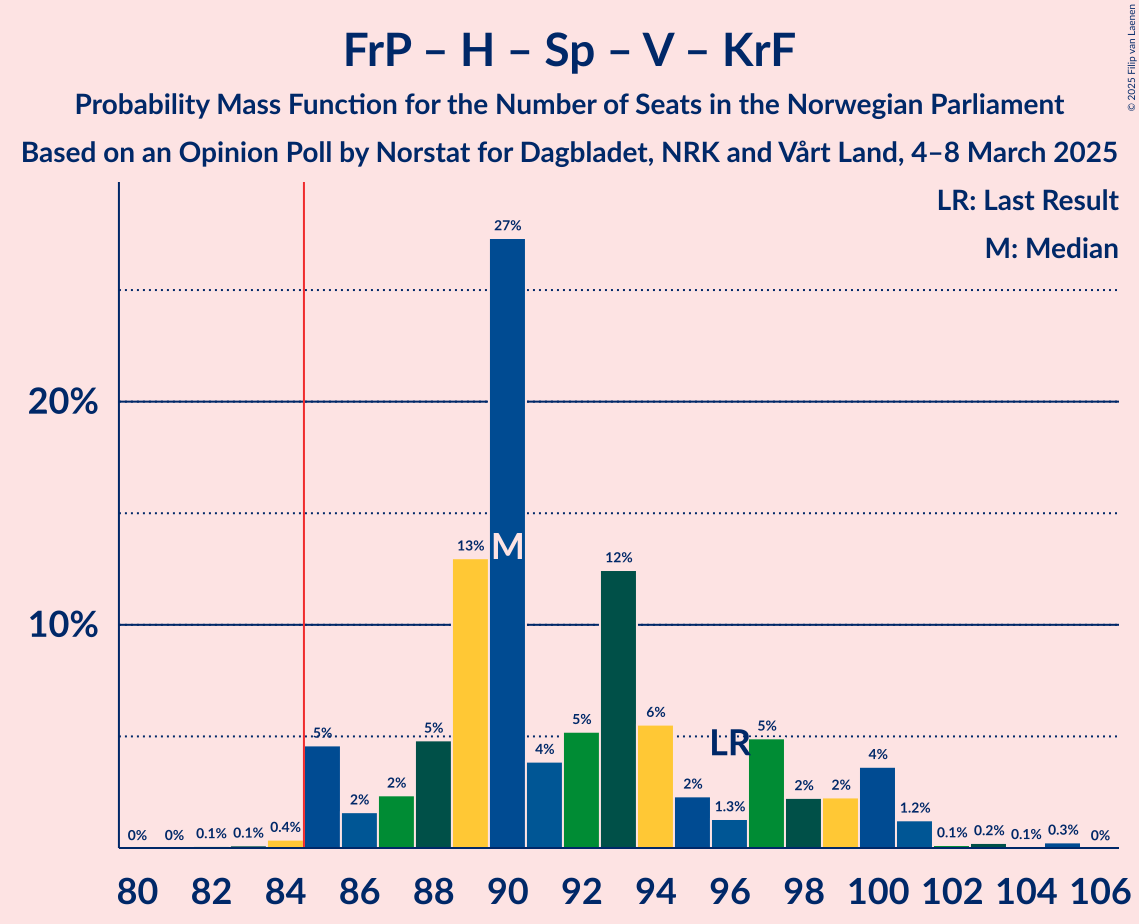 FrP – H – Sp – V – KrF
Probability Mass Function for the Number of Seats in the Norwegian Parliament
Based on an Opinion Poll by Norstat for Dagbladet, NRK and Vårt Land, 4–8 March 2025
© 2025 Filip van Laenen
LR: Last Result
M: Median
20%
10%
0% 0% 0.1% 0.1% 0.4% 5% 2% 2% 5% 13% 27% 4% 5% 12% 6% 2% 1.3% 5% 2% 2% 4% 1.2% 0.1% 0.2% 0.1% 0.3% 0%
M
LR
80 82 84 86 88 90 92 94 96 98 100 102 104 106